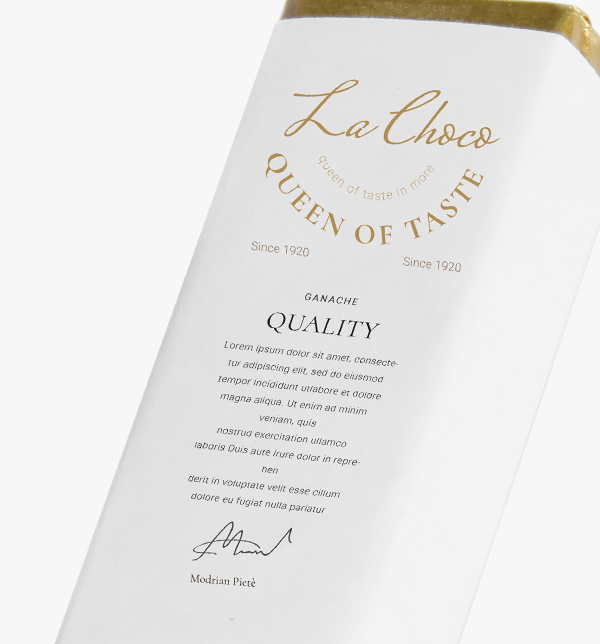 La Choco
queen of taste in more
QUEEN OF TASTE
Since 1920
Since 1920
GANACHE
QUALITY
Lorem ipsum dolor sit amet, consecte-
tur adipiscing elit, sed do eiusmod
tempor incididunt utlabore et dolore
magna aliqua. Ut enim ad minim
veniam, quis
nostrud exercitation ullamco
laboris Duis aute irure dolor in repre-
hen
derit in voluptate velit esse cillum
dolore eu fugiat nulla pariatur
Modrian Pietè